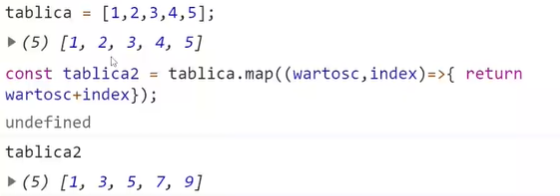 tablica = [1,2,3,4,5];
▶ (5) [1, 2, 3, 4, 5]
const tablica2 = tablica.map((wartosc,index)=>{ return
wartosc+index});
undefined
tablica2
▶ (5) [1, 3, 5, 7, 9]